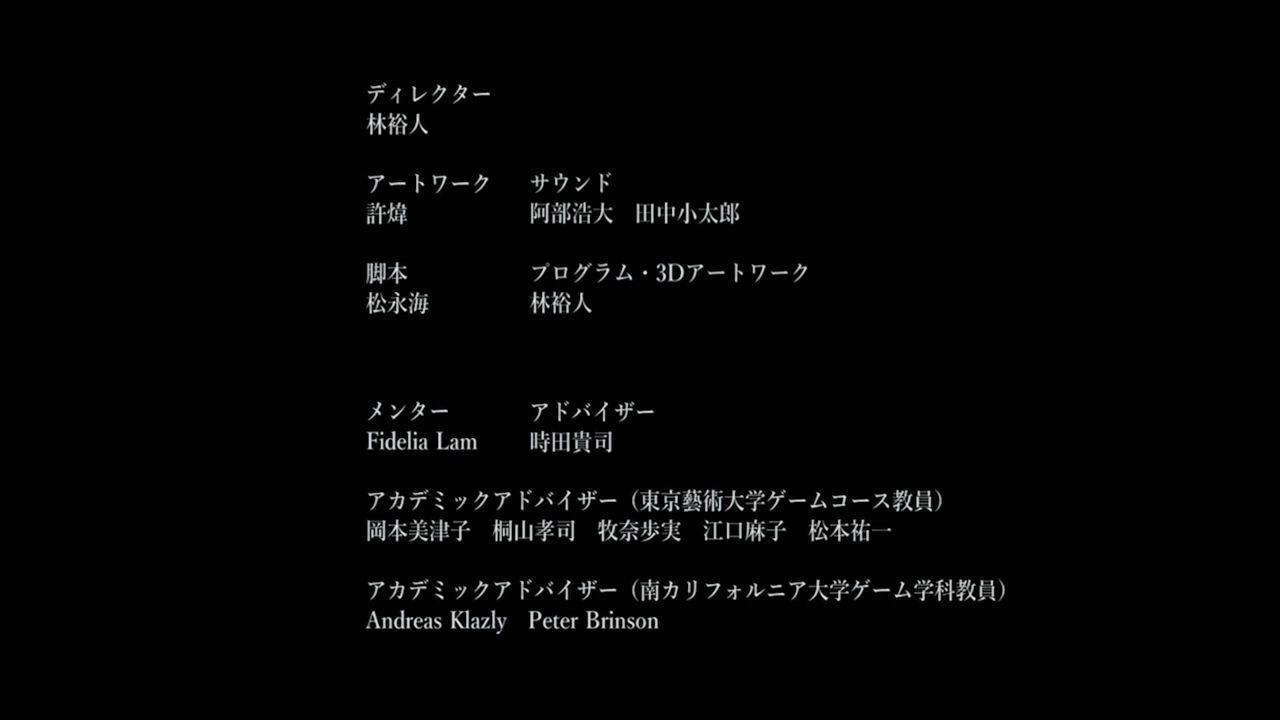 ディレクター
林裕人
アートワーク　サウンド
許煒　阿部浩大　田中小太郎
脚本　プログラム・3Dアートワーク
松永海　林裕人
メンター　アドバイザー
Fidelia Lam　時田貴司
アカデミックアドバイザー（東京藝術大学ゲームコース教員）
岡本美津子　桐山孝司　牧奈歩実　江口麻子　松本祐一
アカデミックアドバイザー（南カリフォルニア大学ゲーム学科教員）
Andreas Klazly　Peter Brinson